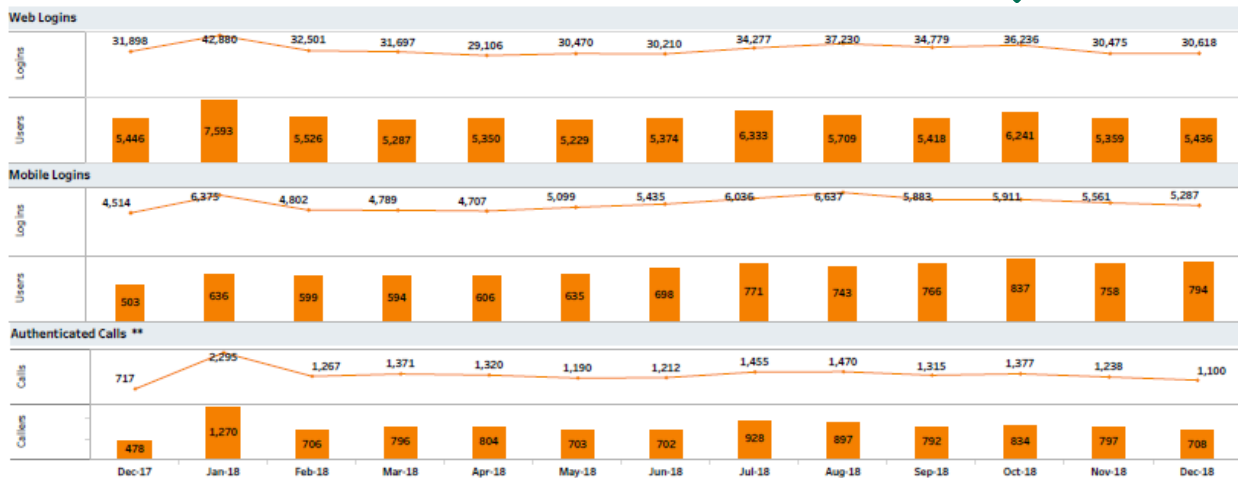 Web Logins
Logins
31,898 42,880 32,501 31,697 29,106 30,470 30,210 34,277 37,230 34,779 36,236 30,475 30,618
Users
5,446 7,593 5,526 5,287 5,350 5,229 5,374 6,333 5,709 5,418 6,241 5,359 5,436
Mobile Logins
Logins
4,514 6,375 4,802 4,789 4,707 5,099 5,435 6,036 6,637 5,883 5,911 5,561 5,287
Users
503 636 599 594 606 635 698 771 743 766 837 758 794
Authenticated Calls **
Calls
717 2,295 1,267 1,371 1,320 1,190 1,212 1,455 1,470 1,315 1,377 1,238 1,100
Callers
478 1,270 706 796 804 703 702 928 897 792 834 797 708
Dec-17 Jan-18 Feb-18 Mar-18 Apr-18 May-18 Jun-18 Jul-18 Aug-18 Sep-18 Oct-18 Nov-18 Dec-18